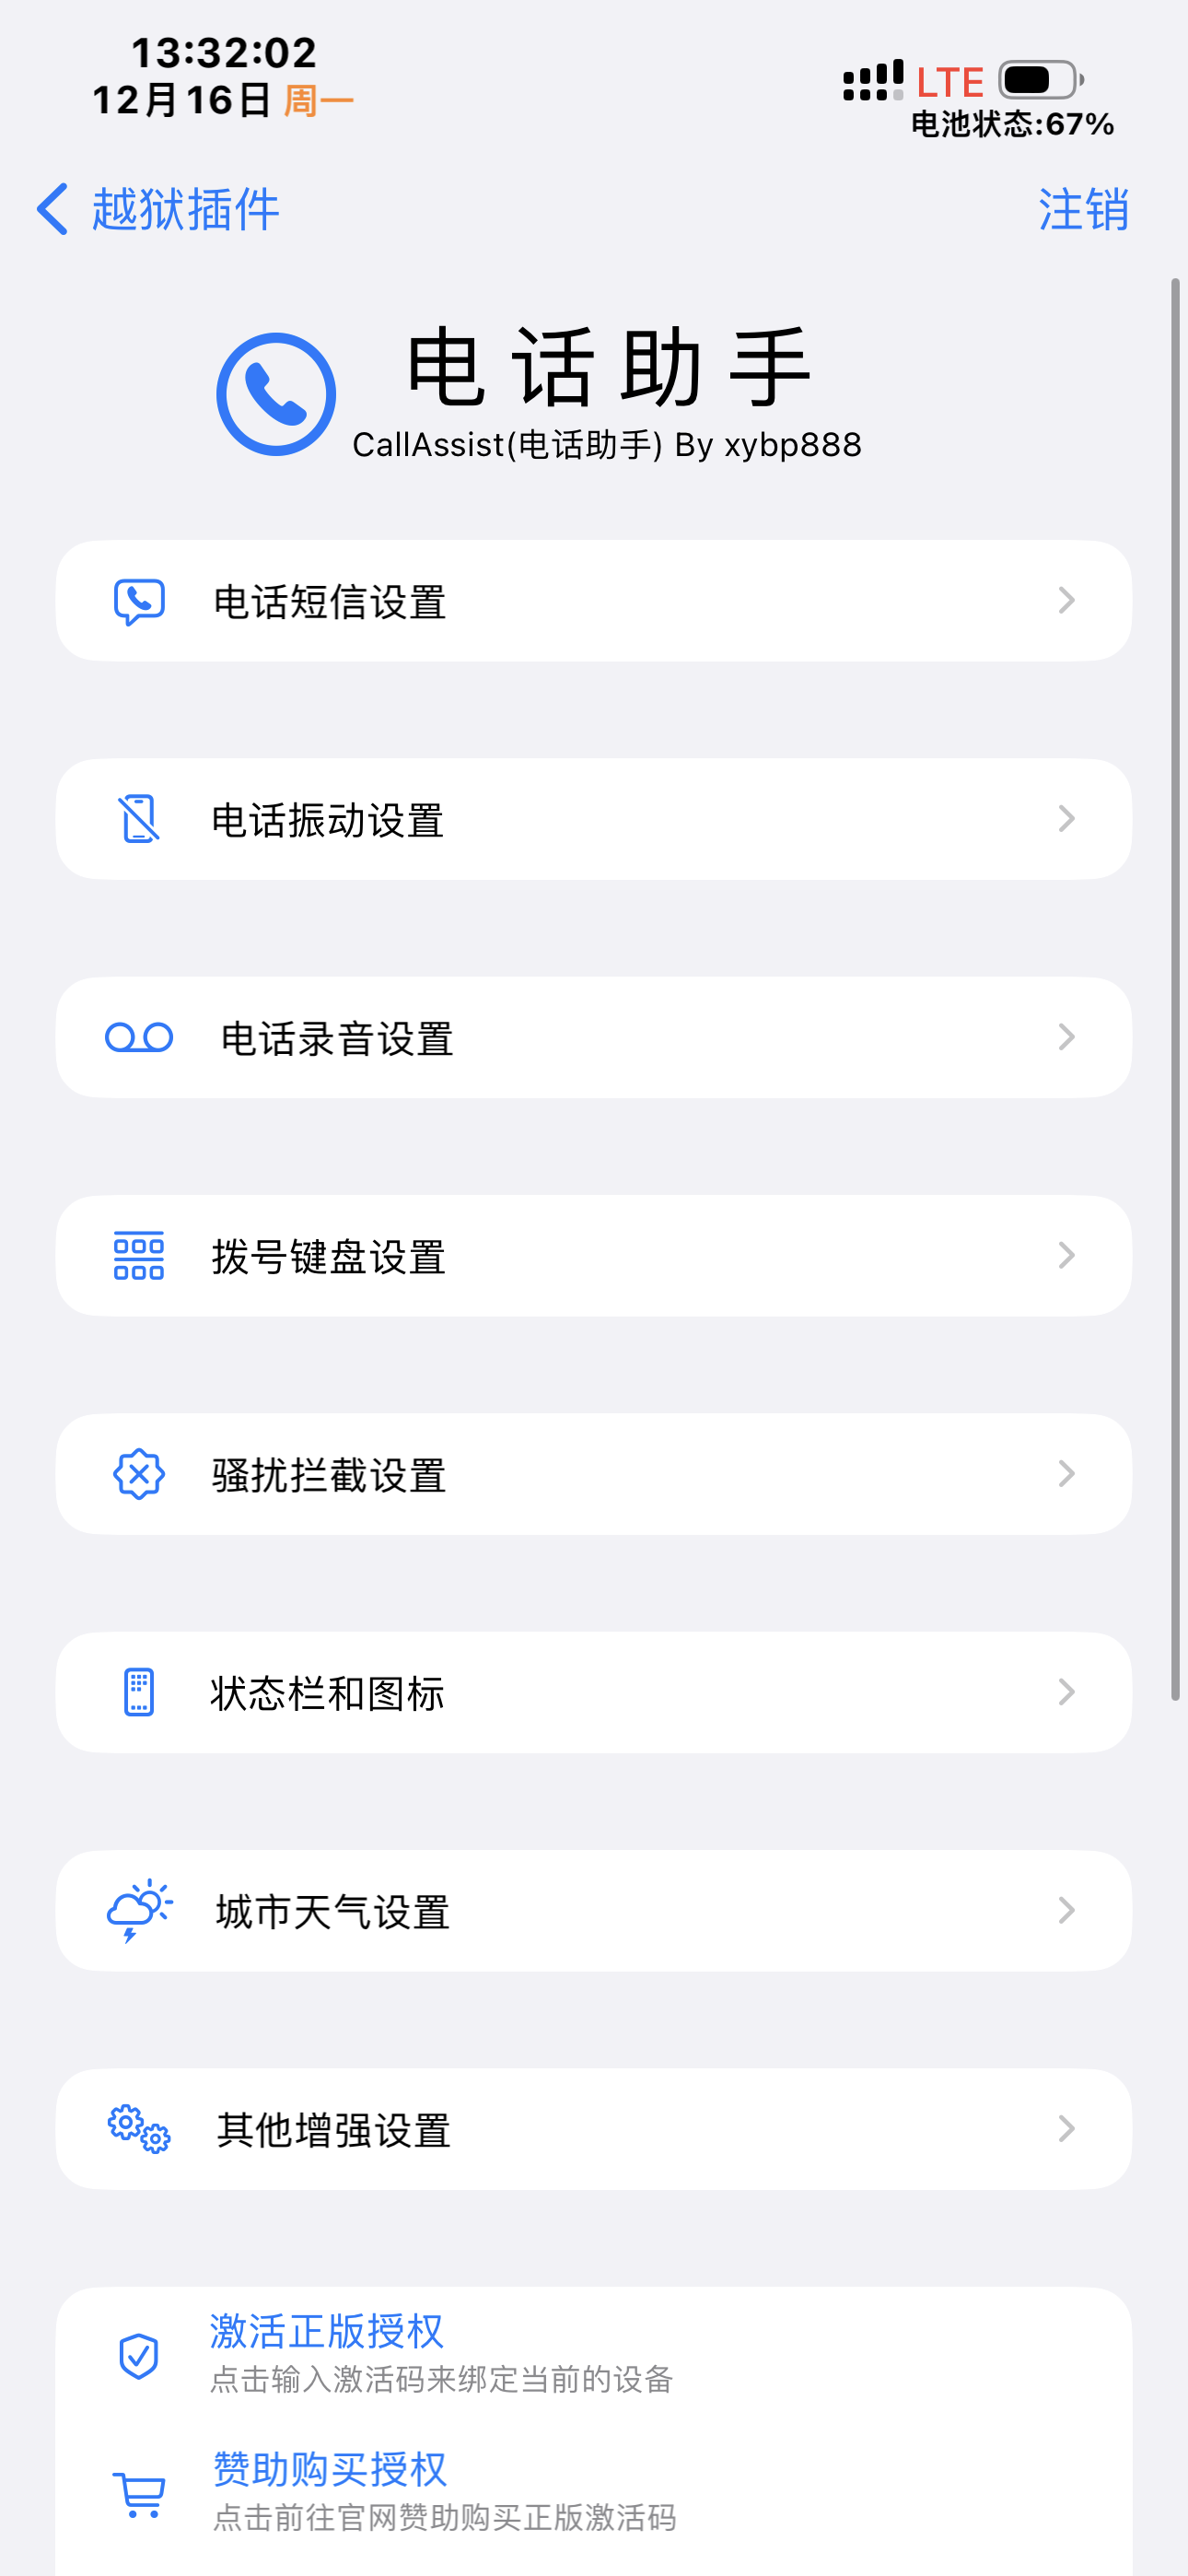 13:32:02
12月16日 周一
LTE
电池状态:67%
越狱插件
注销
电话助手
CallAssist(电话助手) By xybp888
电话短信设置
电话振动设置
电话录音设置
拨号键盘设置
骚扰拦截设置
状态栏和图标
城市天气设置
其他增强设置
激活正版授权
点击输入激活码来绑定当前的设备
赞助购买授权
点击前往官网赞助购买正版激活码